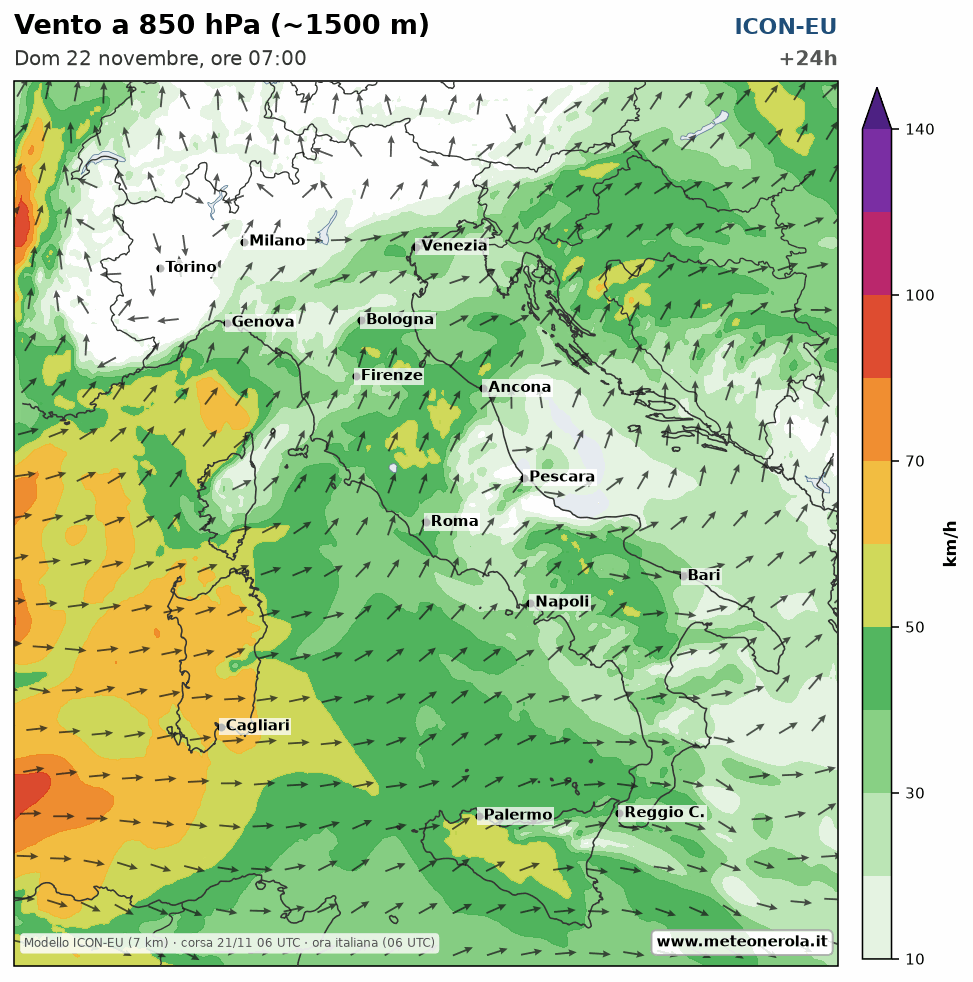 Vento a 850 hPa (~1500 m)
ICON-EU
Dom 22 novembre, ore 07:00
+24h
140
100
70
50
30
10
km/h
Milano
Venezia
Torino
Genova
Bologna
Firenze
Ancona
Pescara
Roma
Bari
Napoli
Cagliari
Palermo
Reggio C.
Modello ICON-EU (7 km) · corsa 21/11 06 UTC · ora italiana (06 UTC)
www.meteonerola.it